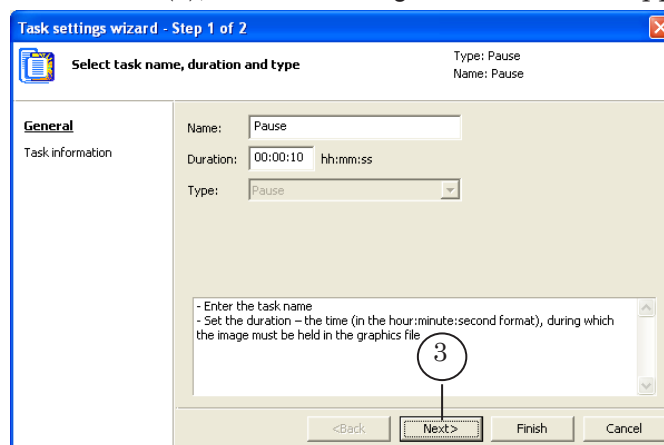 Task settings wizard - Step 1 of 2
Select task name, duration and type
Type: Pause
Name: Pause
General
Task information
Name: Pause
Duration: 00:00:10 hh:mm:ss
Type: Pause
- Enter the task name
- Set the duration – the time (in the hour:minute:second format), during which
the image must be held in the graphics file
3
<Back Next> Finish Cancel